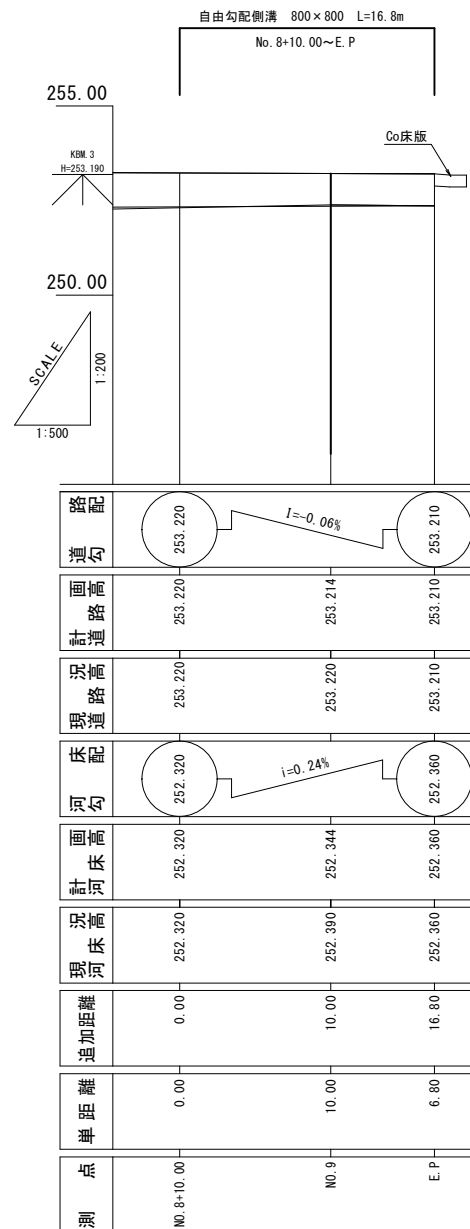 自由勾配側溝 800×800 L=16.8m
No.8+10.00～E.P
255.00
Co床版
KBM.3
H=253.190
250.00
SCALE
1:200
1:500
道路勾配
253.220
I=-0.06%
253.210
計画道路高
253.220
253.214
253.210
現況道路高
253.220
253.220
253.210
河床勾配
252.320
i=0.24%
252.360
計画河床高
252.320
252.344
252.360
現況河床高
252.320
252.390
252.360
追加距離
0.00
10.00
16.80
単距離
0.00
10.00
6.80
測点
NO.8+10.00
NO.9
E.P